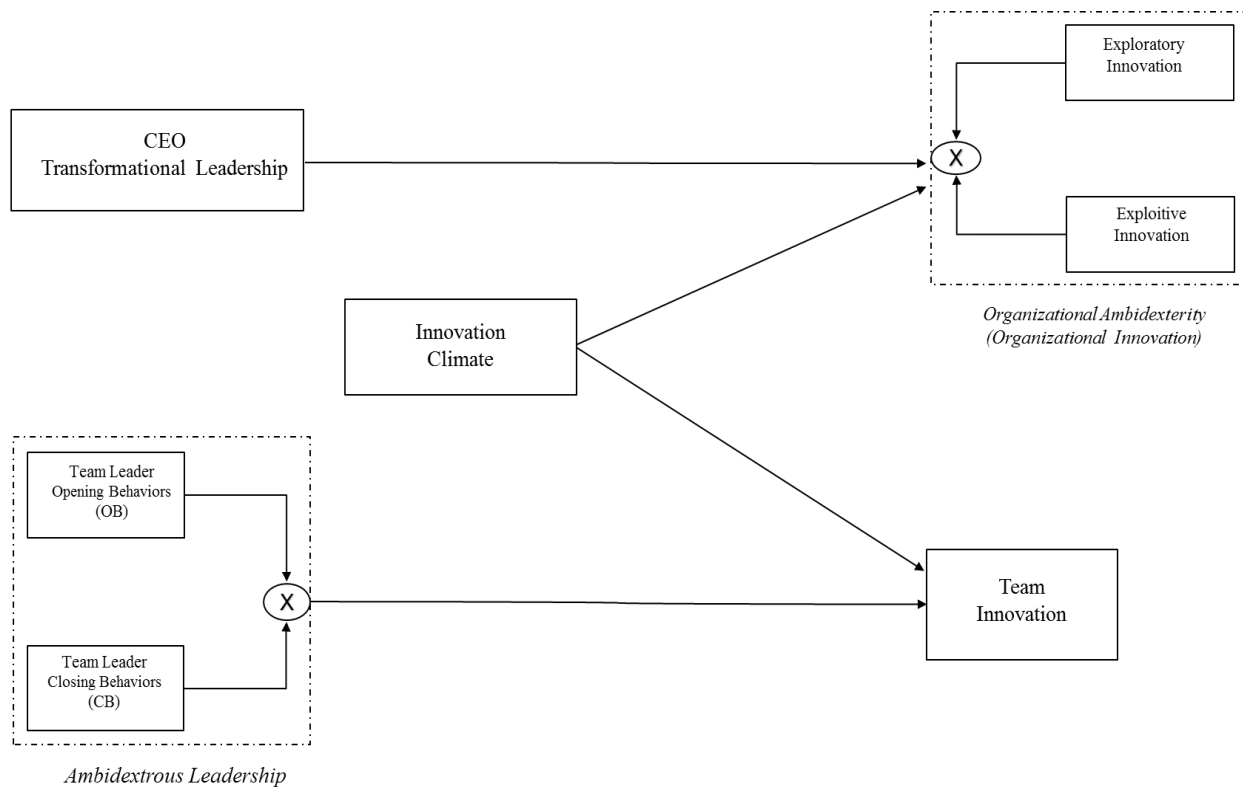 Exploratory
Innovation
CEO
Transformational Leadership
X
Exploitive
Innovation
Organizational Ambidexterity
(Organizational Innovation)
Innovation
Climate
Team Leader
Opening Behaviors
(OB)
X
Team
Innovation
Team Leader
Closing Behaviors
(CB)
Ambidextrous Leadership